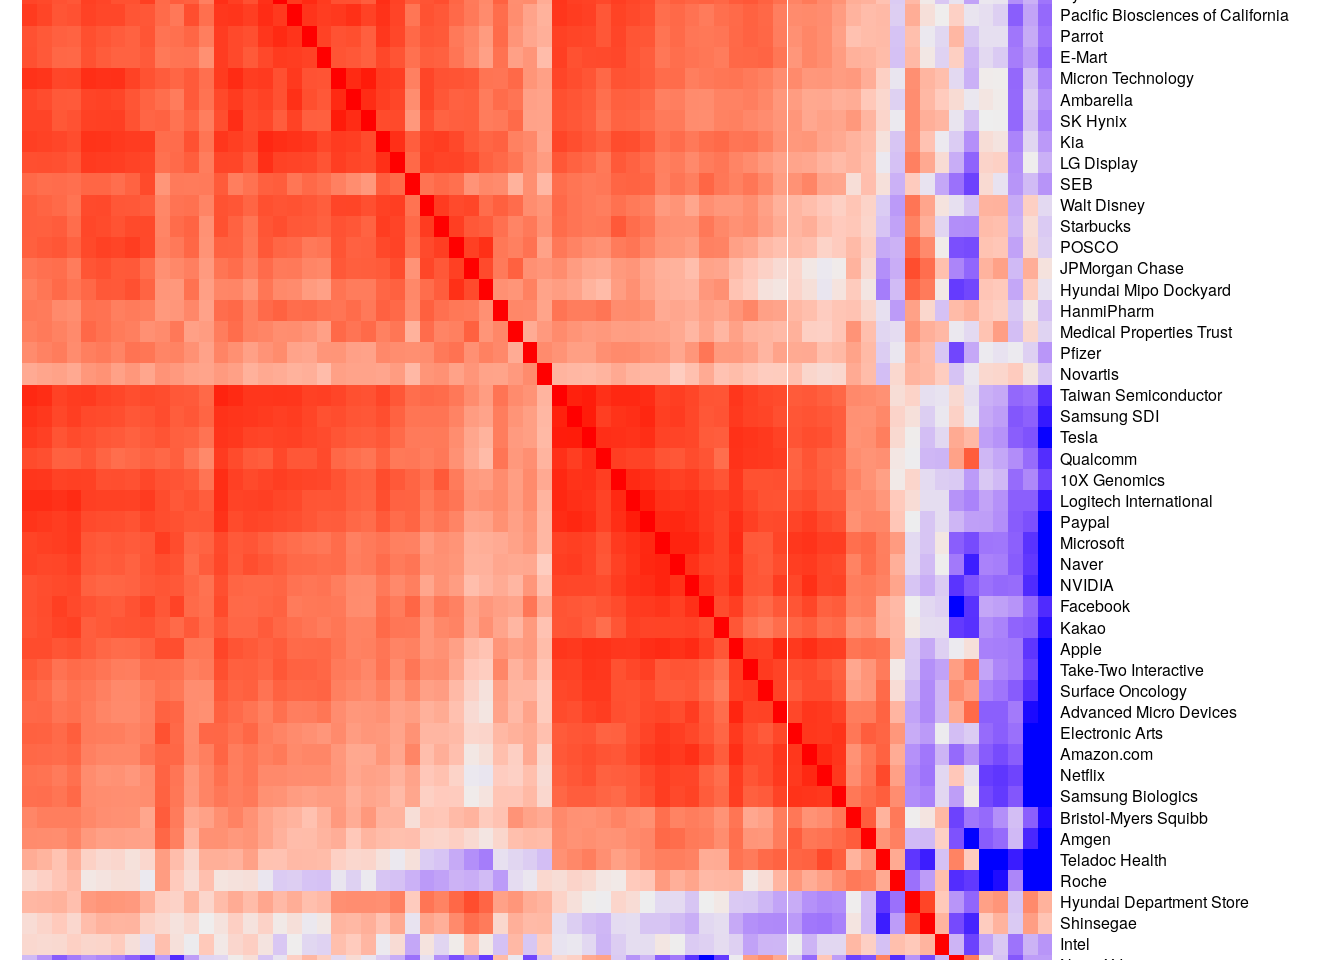 Pacific Biosciences of California
Parrot
E-Mart
Micron Technology
Ambarella
SK Hynix
Kia
LG Display
SEB
Walt Disney
Starbucks
POSCO
JPMorgan Chase
Hyundai Mipo Dockyard
HanmiPharm
Medical Properties Trust
Pfizer
Novartis
Taiwan Semiconductor
Samsung SDI
Tesla
Qualcomm
10X Genomics
Logitech International
Paypal
Microsoft
Naver
NVIDIA
Facebook
Kakao
Apple
Take-Two Interactive
Surface Oncology
Advanced Micro Devices
Electronic Arts
Amazon.com
Netflix
Samsung Biologics
Bristol-Myers Squibb
Amgen
Teladoc Health
Roche
Hyundai Department Store
Shinsegae
Intel